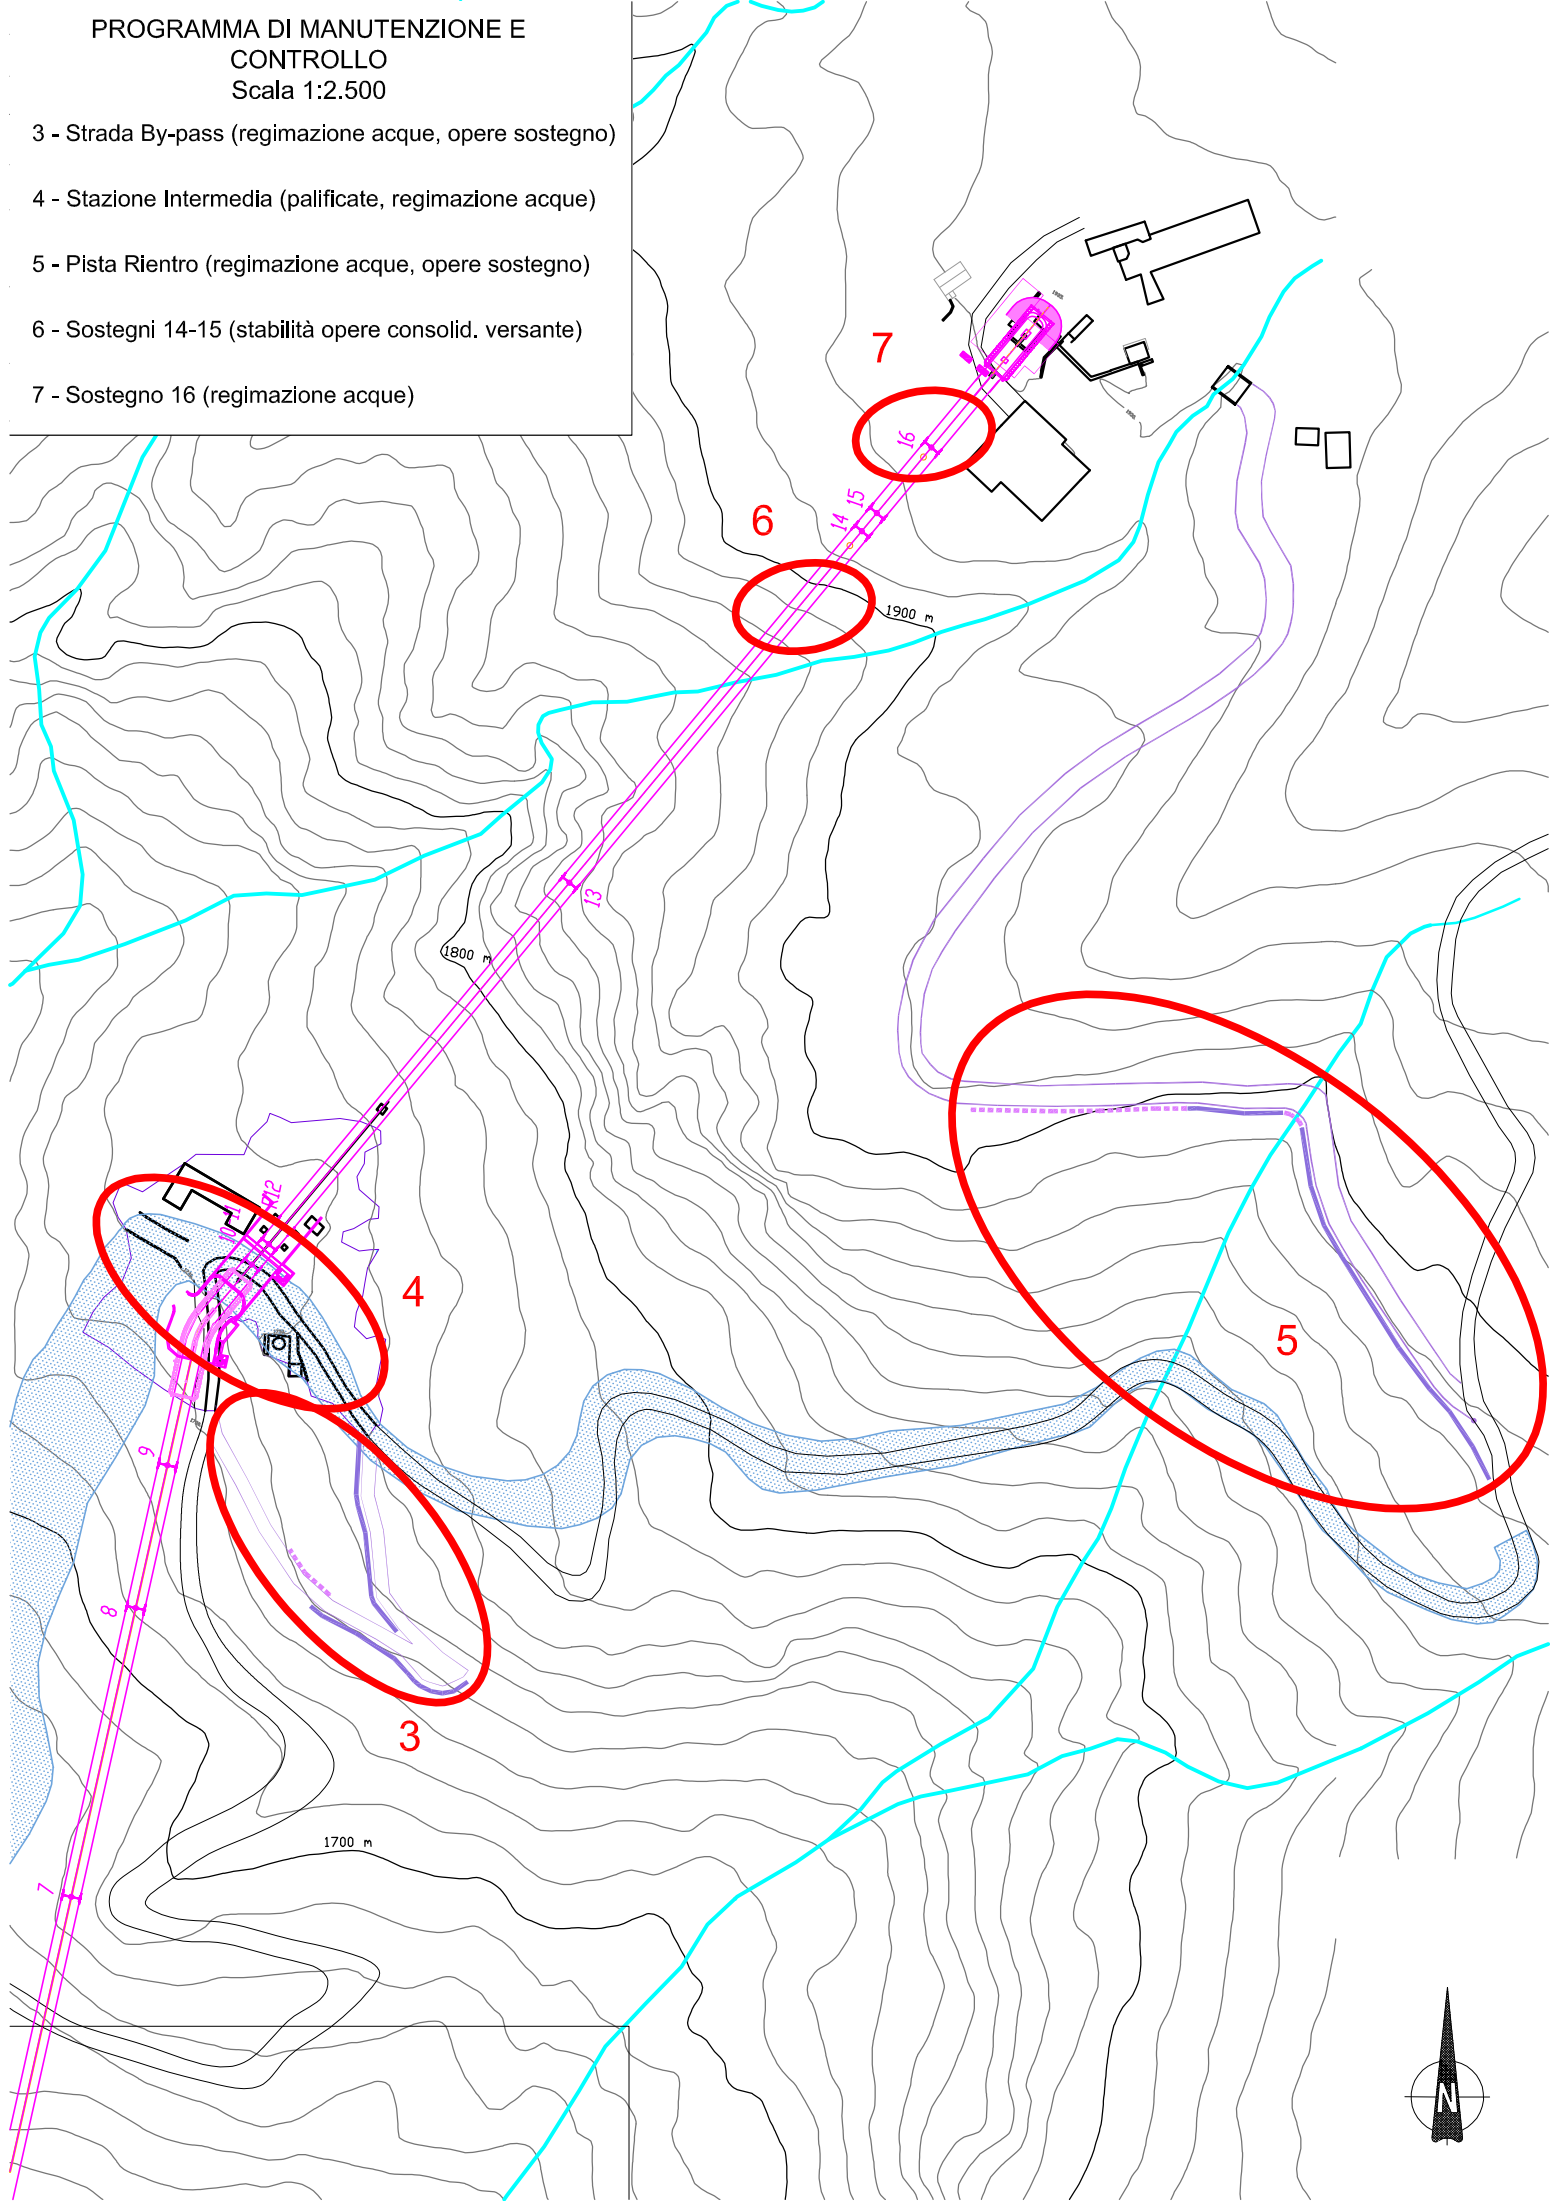 PROGRAMMA DI MANUTENZIONE E
CONTROLLO
Scala 1:2.500
3 - Strada By-pass (regimazione acque, opere sostegno)
4 - Stazione Intermedia (palificate, regimazione acque)
5 - Pista Rientro (regimazione acque, opere sostegno)
6 - Sostegni 14-15 (stabilità opere consolid. versante)
7 - Sostegno 16 (regimazione acque)
7
16
15
14
6
1900 m
13
1800 m
12
11
10
4
5
9
8
3
1700 m
7
N